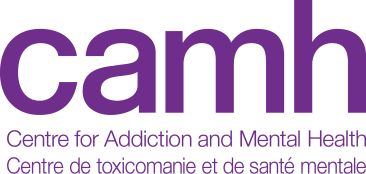 camh
Centre for Addiction and Mental Health
Centre de toxicomanie et de santé mentale